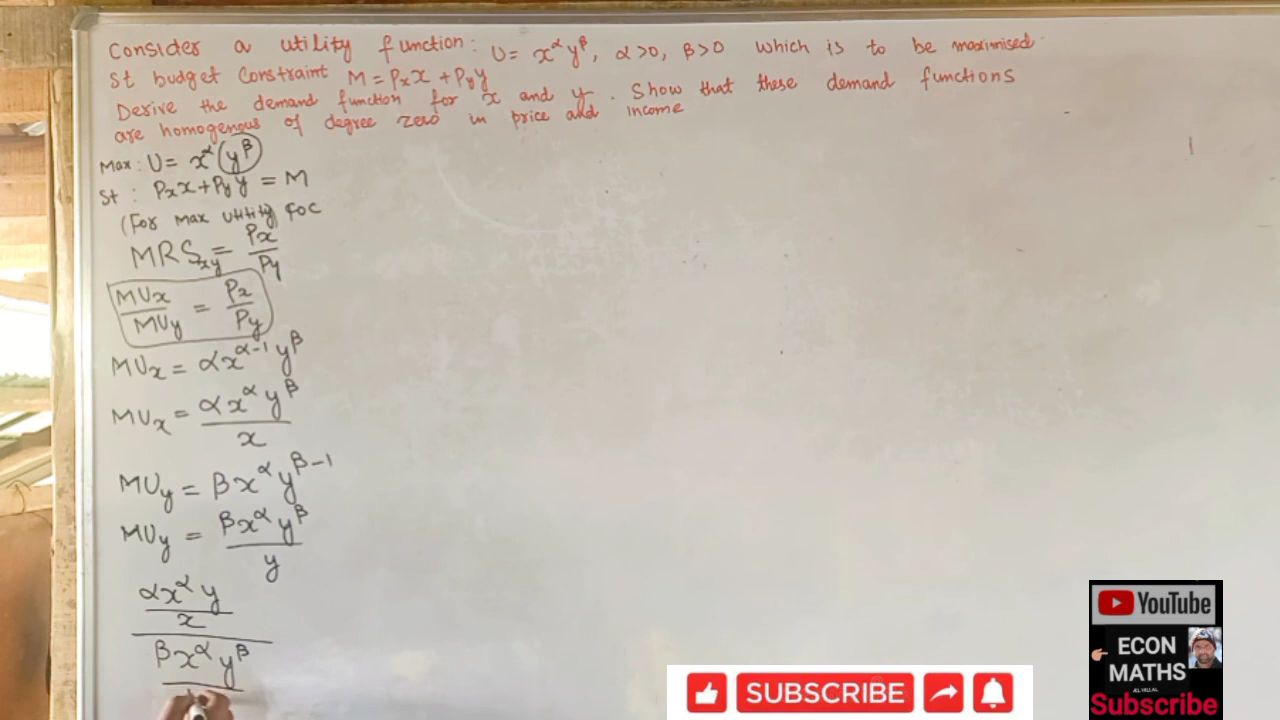 Consider a utility function: U = x^α y^β, α>0, β>0 which is to be maximised
St budget Constraint M = Pxx + Pyy
Derive the demand function for x and y. Show that these demand functions
are homogenous of degree zero in price and income
Max: U = x^α y^β
St: Pxx + Pyy = M
(For max utility) FOC
MRSxy = Px/Py
MUx/MUy = Px/Py
MUx = αx^α-1 y^β
MUx = αx^α y^β / x
MUy = βx^α y^β-1
MUy = βx^α y^β / y
αx^α y / x
βx^α y^β
YouTube
ECON
MATHS
Subscribe
SUBSCRIBE